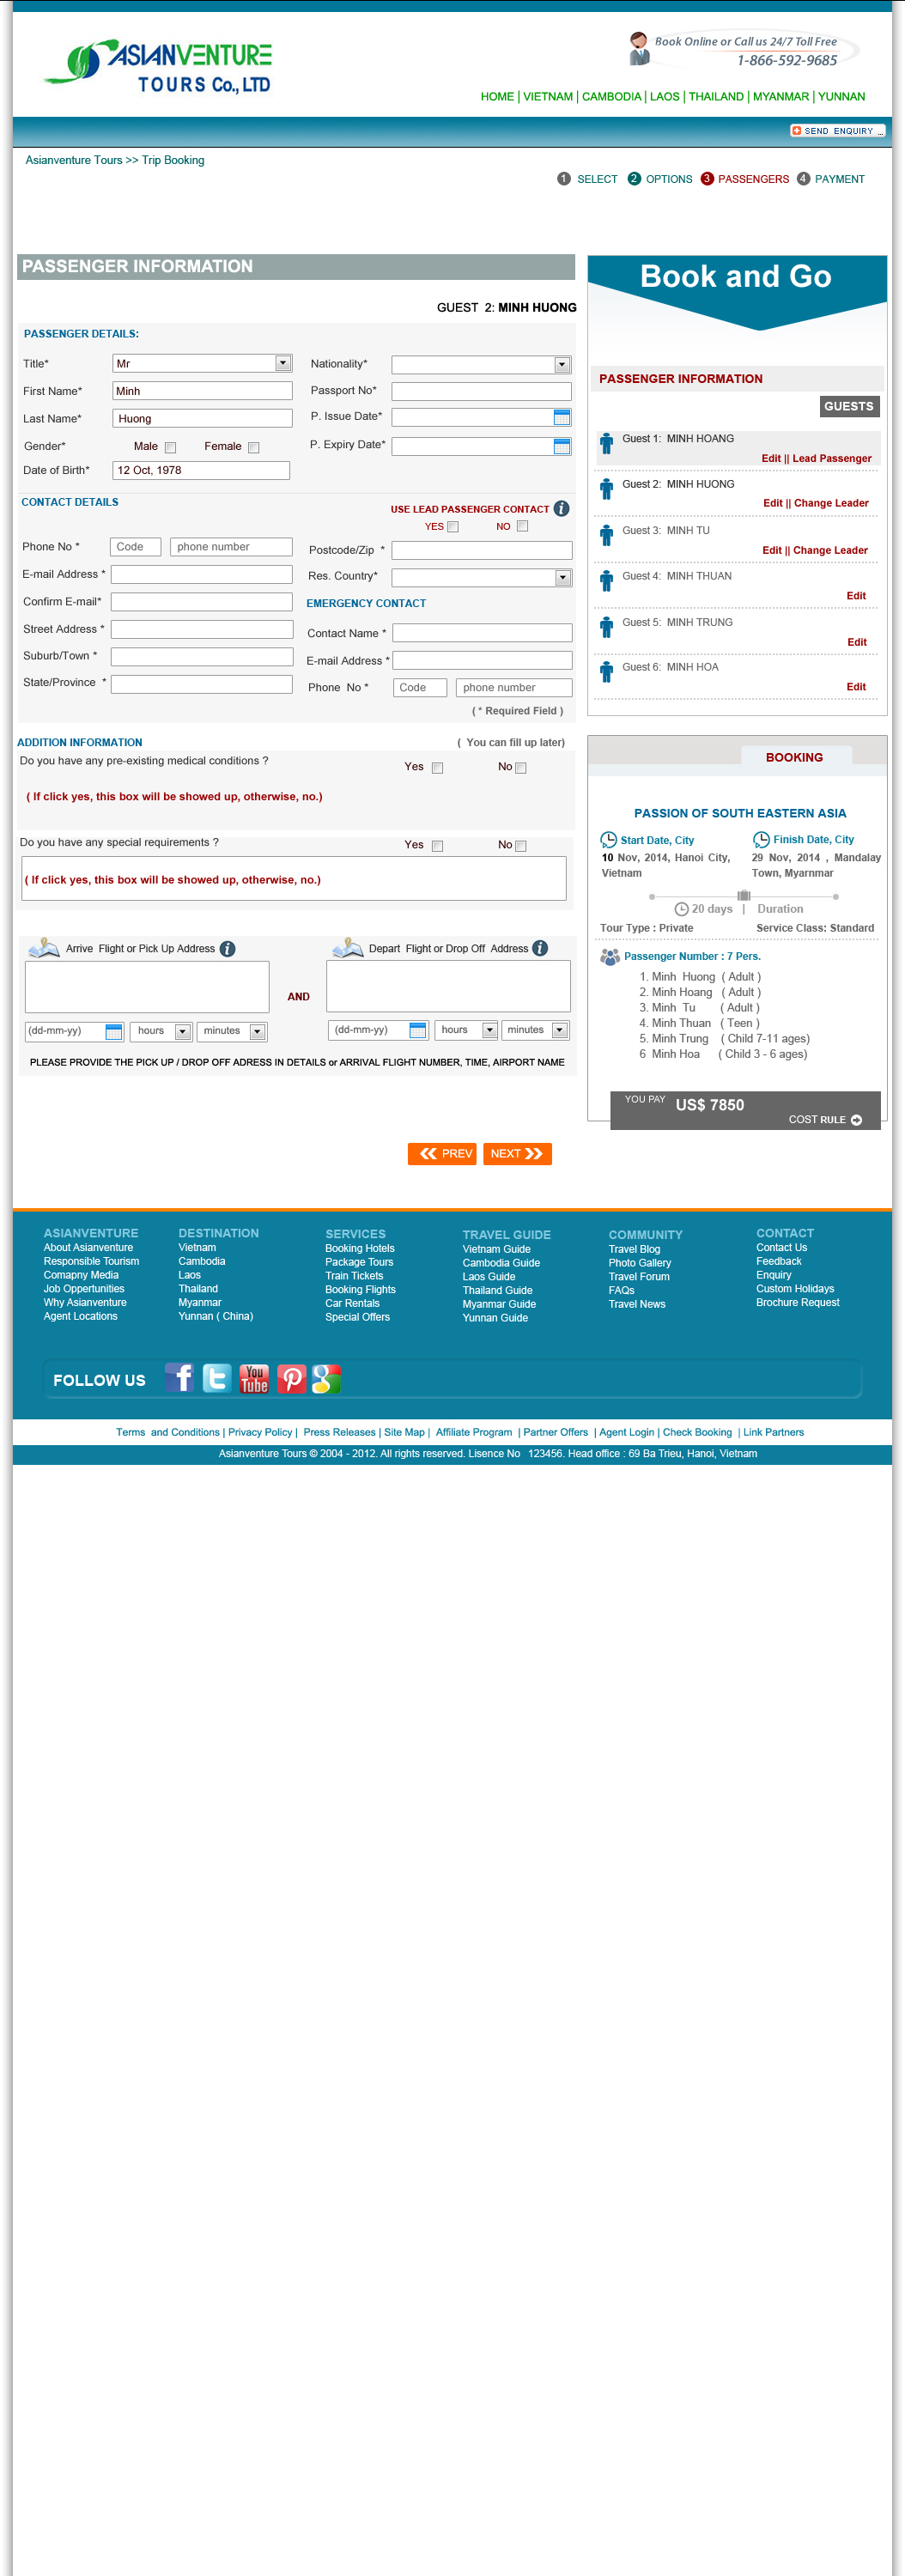 ASIANVENTURE
TOURS Co.,LTD
Book Online or Call us 24/7 Toll Free
1-866-592-9685
HOME | VIETNAM | CAMBODIA | LAOS | THAILAND | MYANMAR | YUNNAN
SEND ENQUIRY ...
Asianventure Tours >> Trip Booking
1 SELECT 2 OPTIONS 3 PASSENGERS 4 PAYMENT
PASSENGER INFORMATION
GUEST 2: MINH HUONG
PASSENGER DETAILS:
Title* Mr
First Name* Minh
Last Name* Huong
Gender* Male Female
Date of Birth* 12 Oct, 1978
Nationality*
Passport No*
P. Issue Date*
P. Expiry Date*
CONTACT DETAILS
USE LEAD PASSENGER CONTACT i
YES NO
Phone No * Code phone number
E-mail Address *
Confirm E-mail*
Street Address *
Suburb/Town *
State/Province *
Postcode/Zip *
Res. Country*
EMERGENCY CONTACT
Contact Name *
E-mail Address *
Phone No * Code phone number
( * Required Field )
ADDITION INFORMATION ( You can fill up later)
Do you have any pre-existing medical conditions ? Yes No
( If click yes, this box will be showed up, otherwise, no.)
Do you have any special requirements ? Yes No
( If click yes, this box will be showed up, otherwise, no.)
Arrive Flight or Pick Up Address i
Depart Flight or Drop Off Address i
AND
(dd-mm-yy) hours minutes
(dd-mm-yy) hours minutes
PLEASE PROVIDE THE PICK UP / DROP OFF ADRESS IN DETAILS or ARRIVAL FLIGHT NUMBER, TIME, AIRPORT NAME
PREV NEXT
Book and Go
PASSENGER INFORMATION
GUESTS
Guest 1: MINH HOANG
Edit || Lead Passenger
Guest 2: MINH HUONG
Edit || Change Leader
Guest 3: MINH TU
Edit || Change Leader
Guest 4: MINH THUAN
Edit
Guest 5: MINH TRUNG
Edit
Guest 6: MINH HOA
Edit
BOOKING
PASSION OF SOUTH EASTERN ASIA
Start Date, City
10 Nov, 2014, Hanoi City,
Vietnam
Finish Date, City
29 Nov, 2014 , Mandalay
Town, Myarnmar
20 days | Duration
Tour Type : Private Service Class: Standard
Passenger Number : 7 Pers.
1. Minh Huong ( Adult )
2. Minh Hoang ( Adult )
3. Minh Tu ( Adult )
4. Minh Thuan ( Teen )
5. Minh Trung ( Child 7-11 ages)
6 Minh Hoa ( Child 3 - 6 ages)
YOU PAY US$ 7850
COST RULE
ASIANVENTURE
About Asianventure
Responsible Tourism
Comapny Media
Job Oppertunities
Why Asianventure
Agent Locations
DESTINATION
Vietnam
Cambodia
Laos
Thailand
Myanmar
Yunnan ( China)
SERVICES
Booking Hotels
Package Tours
Train Tickets
Booking Flights
Car Rentals
Special Offers
TRAVEL GUIDE
Vietnam Guide
Cambodia Guide
Laos Guide
Thailand Guide
Myanmar Guide
Yunnan Guide
COMMUNITY
Travel Blog
Photo Gallery
Travel Forum
FAQs
Travel News
CONTACT
Contact Us
Feedback
Enquiry
Custom Holidays
Brochure Request
FOLLOW US f t You Tube P g
Terms and Conditions | Privacy Policy | Press Releases | Site Map | Affiliate Program | Partner Offers | Agent Login | Check Booking | Link Partners
Asianventure Tours © 2004 - 2012. All rights reserved. Lisence No 123456. Head office : 69 Ba Trieu, Hanoi, Vietnam